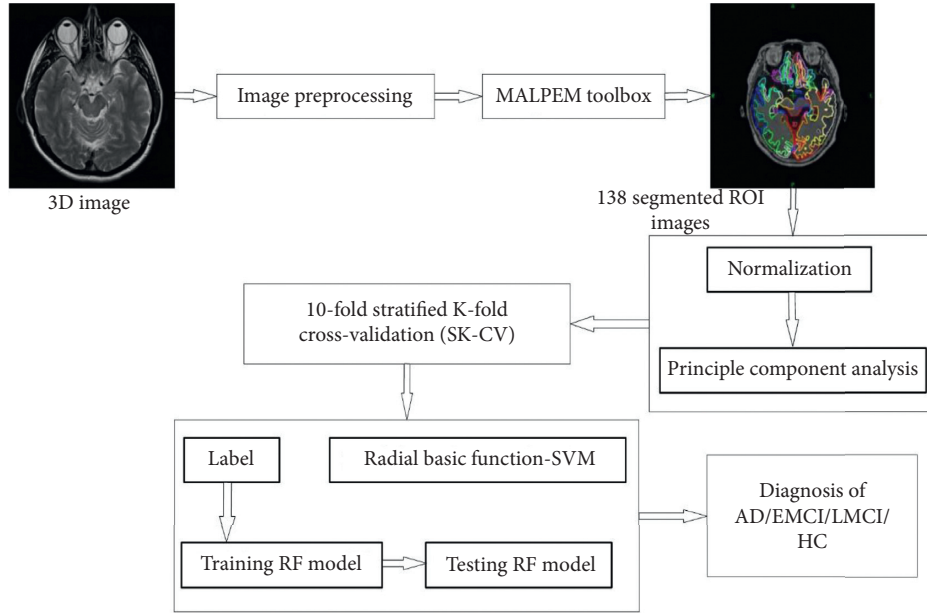 Image preprocessing
MALPEM toolbox
3D image
138 segmented ROI
images
Normalization
Principle component analysis
10-fold stratified K-fold
cross-validation (SK-CV)
Label
Radial basic function-SVM
Training RF model
Testing RF model
Diagnosis of
AD/EMCI/LMCI/
HC